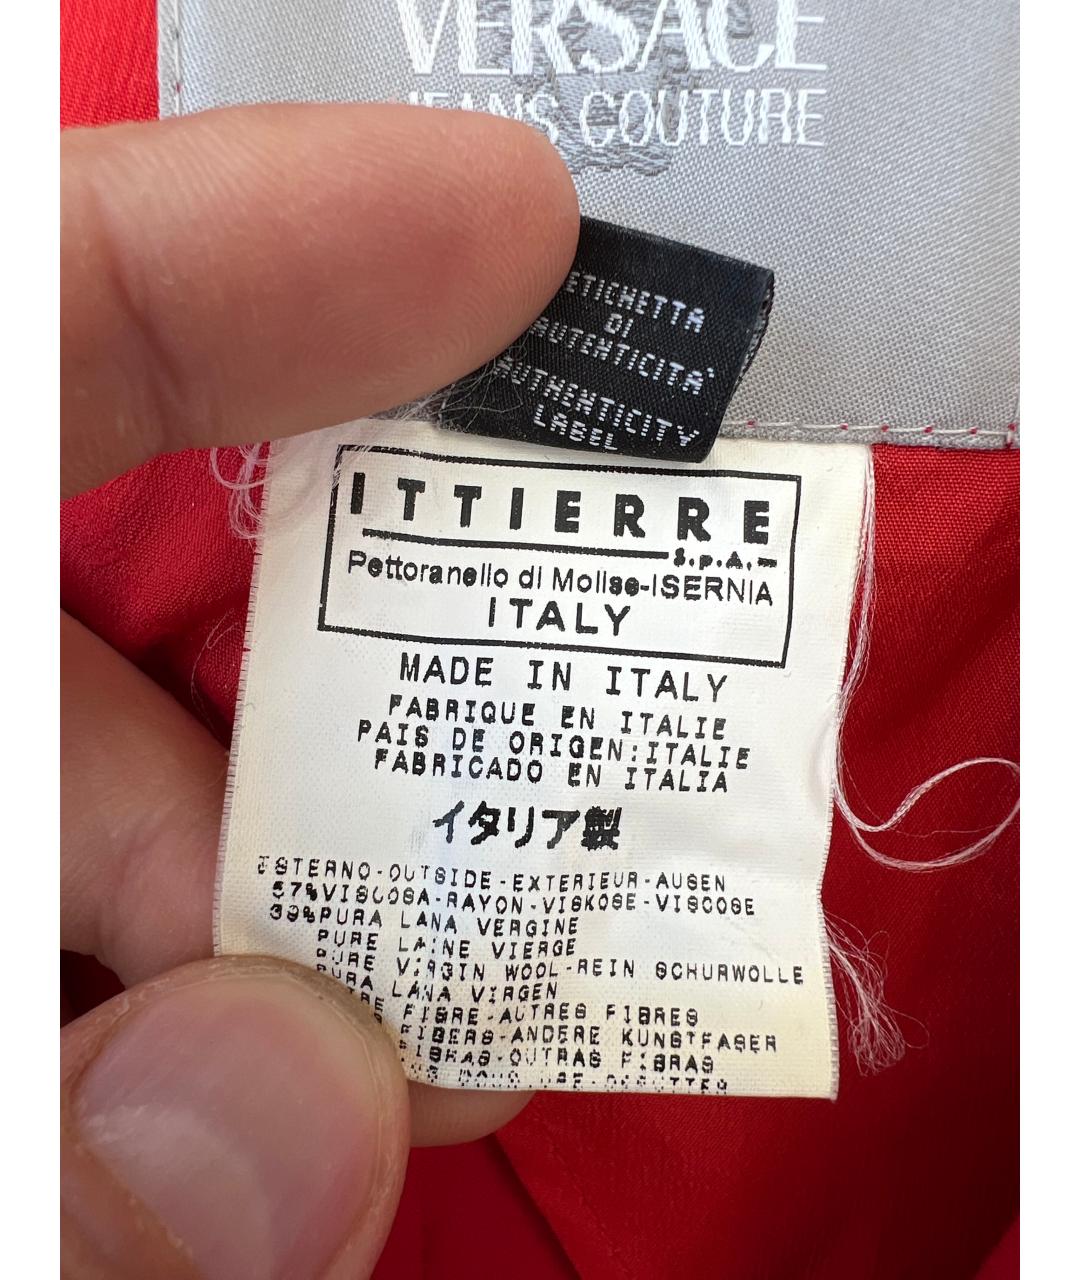 VERSACE
JEANS COUTURE
ETICHETTA
DI
AUTENTICITA'
AUTHENTICITY
LABEL
ITTIERRE
S.p.A.
Pettoranello di Molise-ISERNIA
ITALY
MADE IN ITALY
FABRIQUE EN ITALIE
PAIS DE ORIGEN:ITALIE
FABRICADO EN ITALIA
イタリア製
ESTERNO-OUTSIDE-EXTERIEUR-AUSEN
57%VISCOSA-RAYON-VISKOSE-VISCOSE
39%PURA LANA VERGINE
PURE LAINE VIERGE
PURE VIRGIN WOOL-REIN SCHURWOLLE
PURA LANA VIRGEN
FIBRE-AUTRES FIBRES
FIBERS-ANDERE KUNSTFASER
FIBRAS-OUTRAS FIBRAS